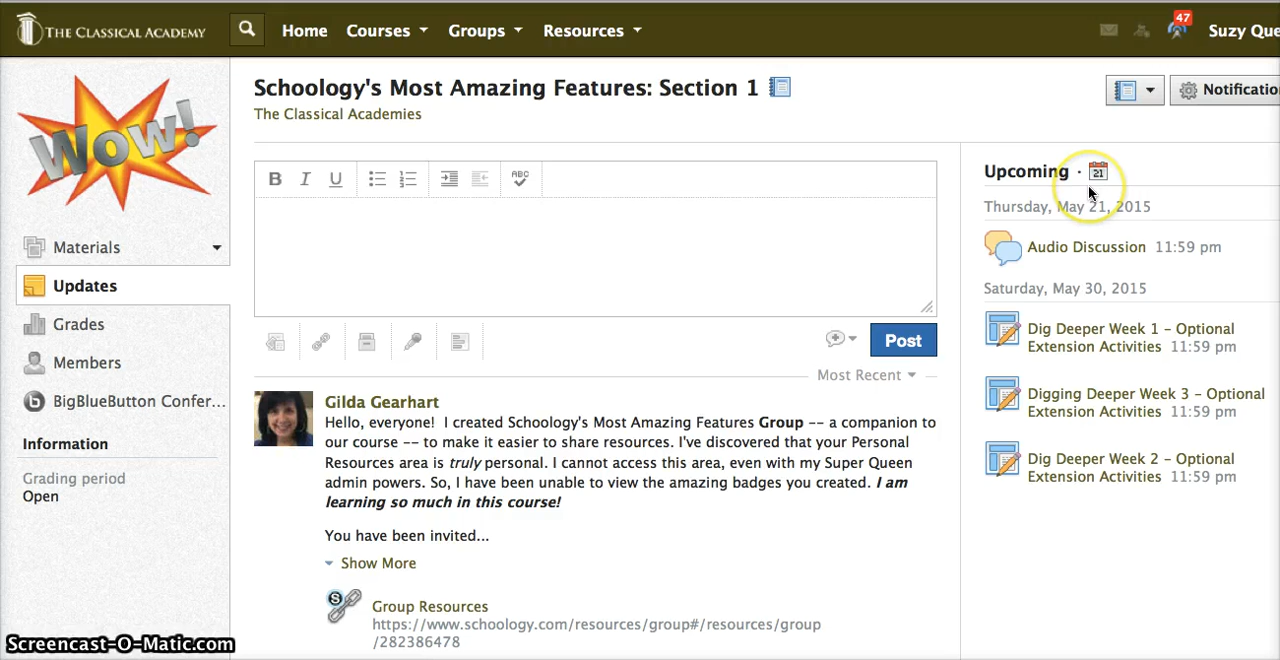 THE CLASSICAL ACADEMY
Home
Courses
Groups
Resources
47
Suzy Que
Wow!
Schoology's Most Amazing Features: Section 1
The Classical Academies
Notificatio
Materials
Updates
Grades
Members
BigBlueButton Confer...
Information
Grading period
Open
B I U
ABC
Post
Most Recent
Gilda Gearhart
Hello, everyone! I created Schoology's Most Amazing Features Group -- a companion to
our course -- to make it easier to share resources. I've discovered that your Personal
Resources area is truly personal. I cannot access this area, even with my Super Queen
admin powers. So, I have been unable to view the amazing badges you created. I am
learning so much in this course!
You have been invited...
Show More
S
Group Resources
https://www.schoology.com/resources/group#/resources/group
/282386478
Upcoming · 21
Thursday, May 21, 2015
Audio Discussion 11:59 pm
Saturday, May 30, 2015
Dig Deeper Week 1 – Optional
Extension Activities 11:59 pm
Digging Deeper Week 3 – Optional
Extension Activities 11:59 pm
Dig Deeper Week 2 – Optional
Extension Activities 11:59 pm
Screencast-O-Matic.com